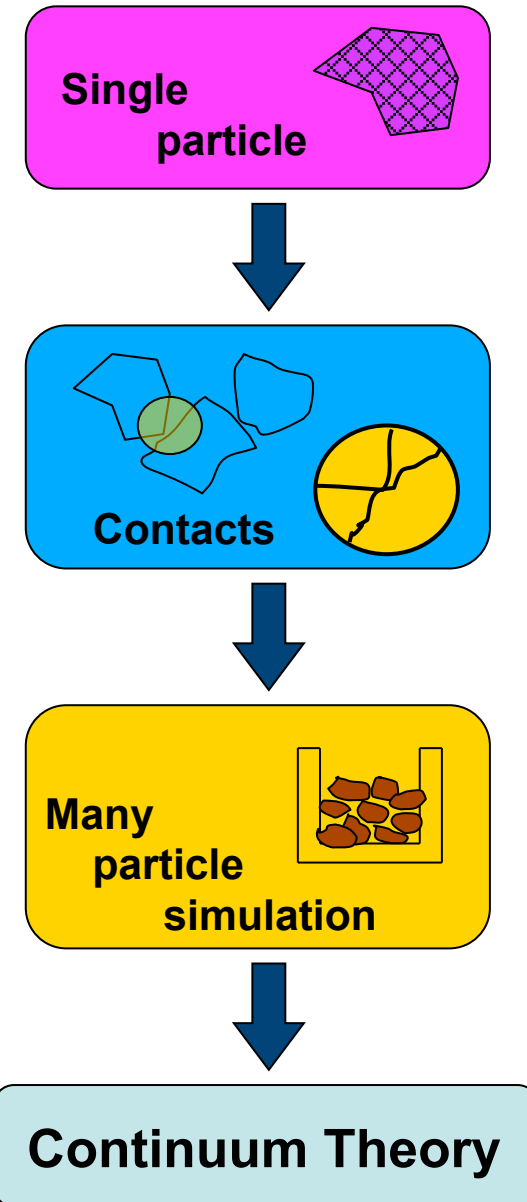 Single
particle
Contacts
Many
particle
simulation
Continuum Theory